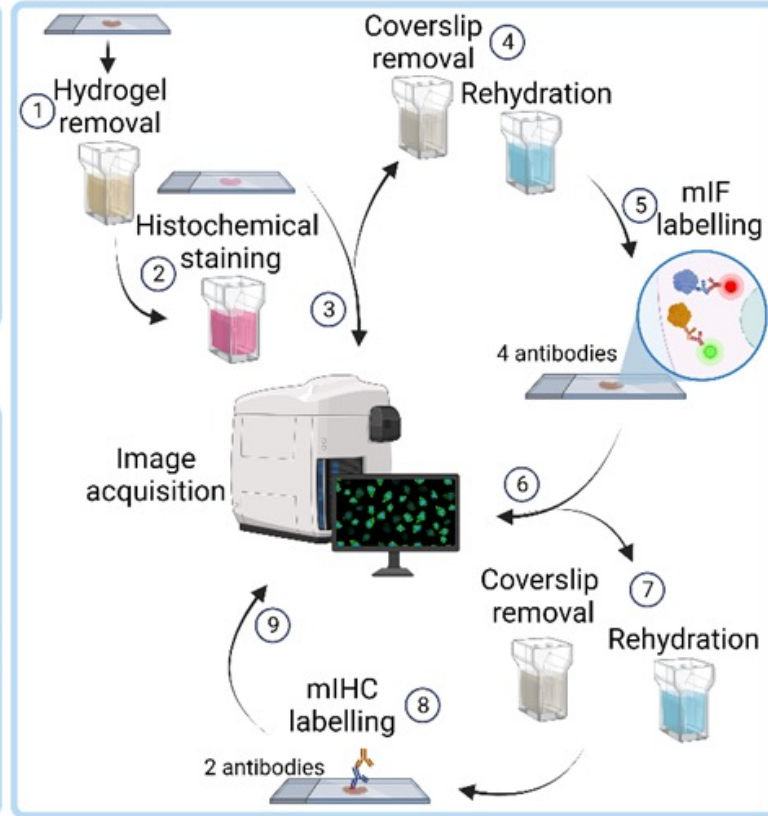 1
Hydrogel
removal
Histochemical
2 staining
3
Coverslip
removal 4
Rehydration
5 mIF
labelling
4 antibodies
Image
acquisition
6
Coverslip
removal 7
Rehydration
mIHC
labelling 8
2 antibodies
9